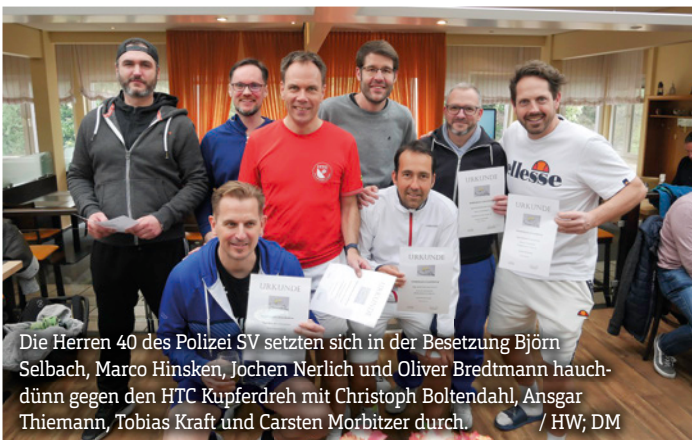 ellesse
URKUNDE
URKUNDE
URKUNDE
URKUNDE
URKUNDE
Die Herren 40 des Polizei SV setzten sich in der Besetzung Björn
Selbach, Marco Hinsken, Jochen Nerlich und Oliver Bredtmann hauch-
dünn gegen den HTC Kupferdreh mit Christoph Boltendahl, Ansgar
Thiemann, Tobias Kraft und Carsten Morbitzer durch. / HW; DM